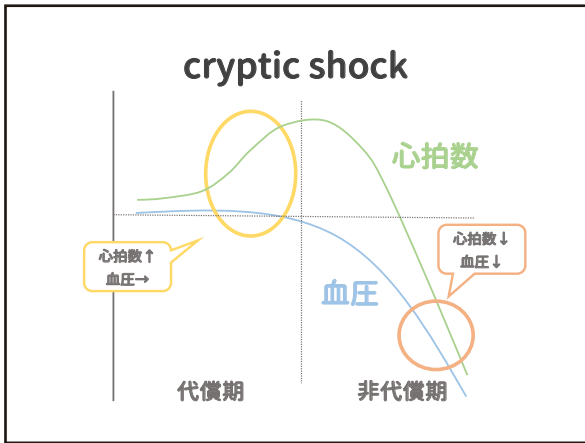 cryptic shock
心拍数
心拍数↑
血圧→
心拍数↓
血圧↓
血圧
代償期
非代償期